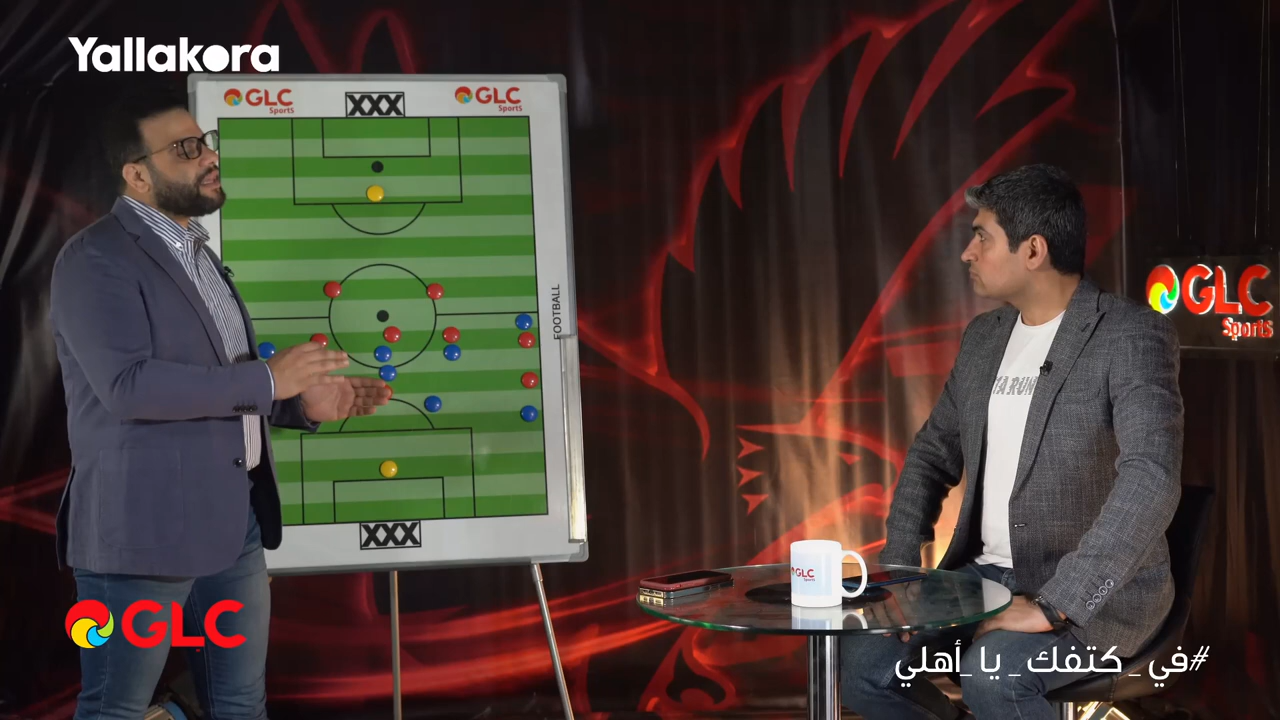 Yallakora
GLC
Sports
XXX
GLC
Sports
FOOTBALL
XXX
GLC
Sports
GLC
Sports
GLC
#في_كتفك_يا_أهلي